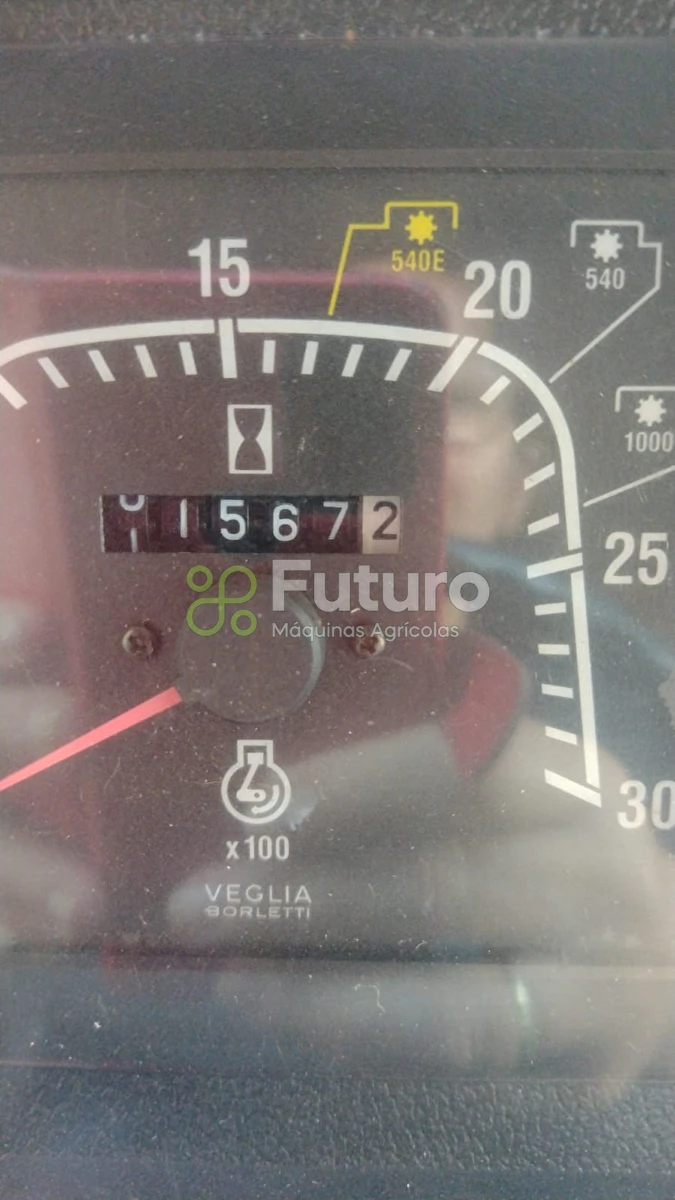 540E
15
20
540
1000
15672
25
Futuro
Máquinas Agrícolas
30
x100
VEGLIA
BORLETTI